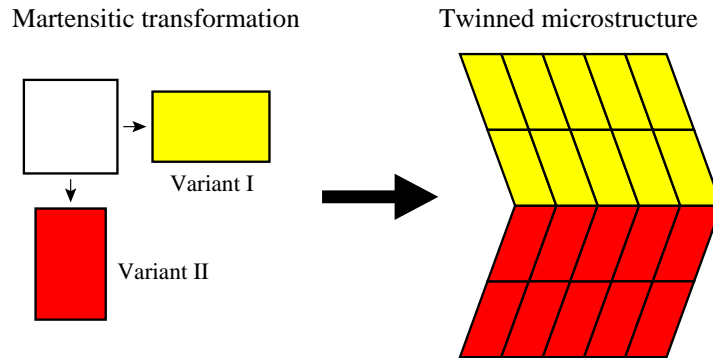 Martensitic transformation
Twinned microstructure
Variant I
Variant II